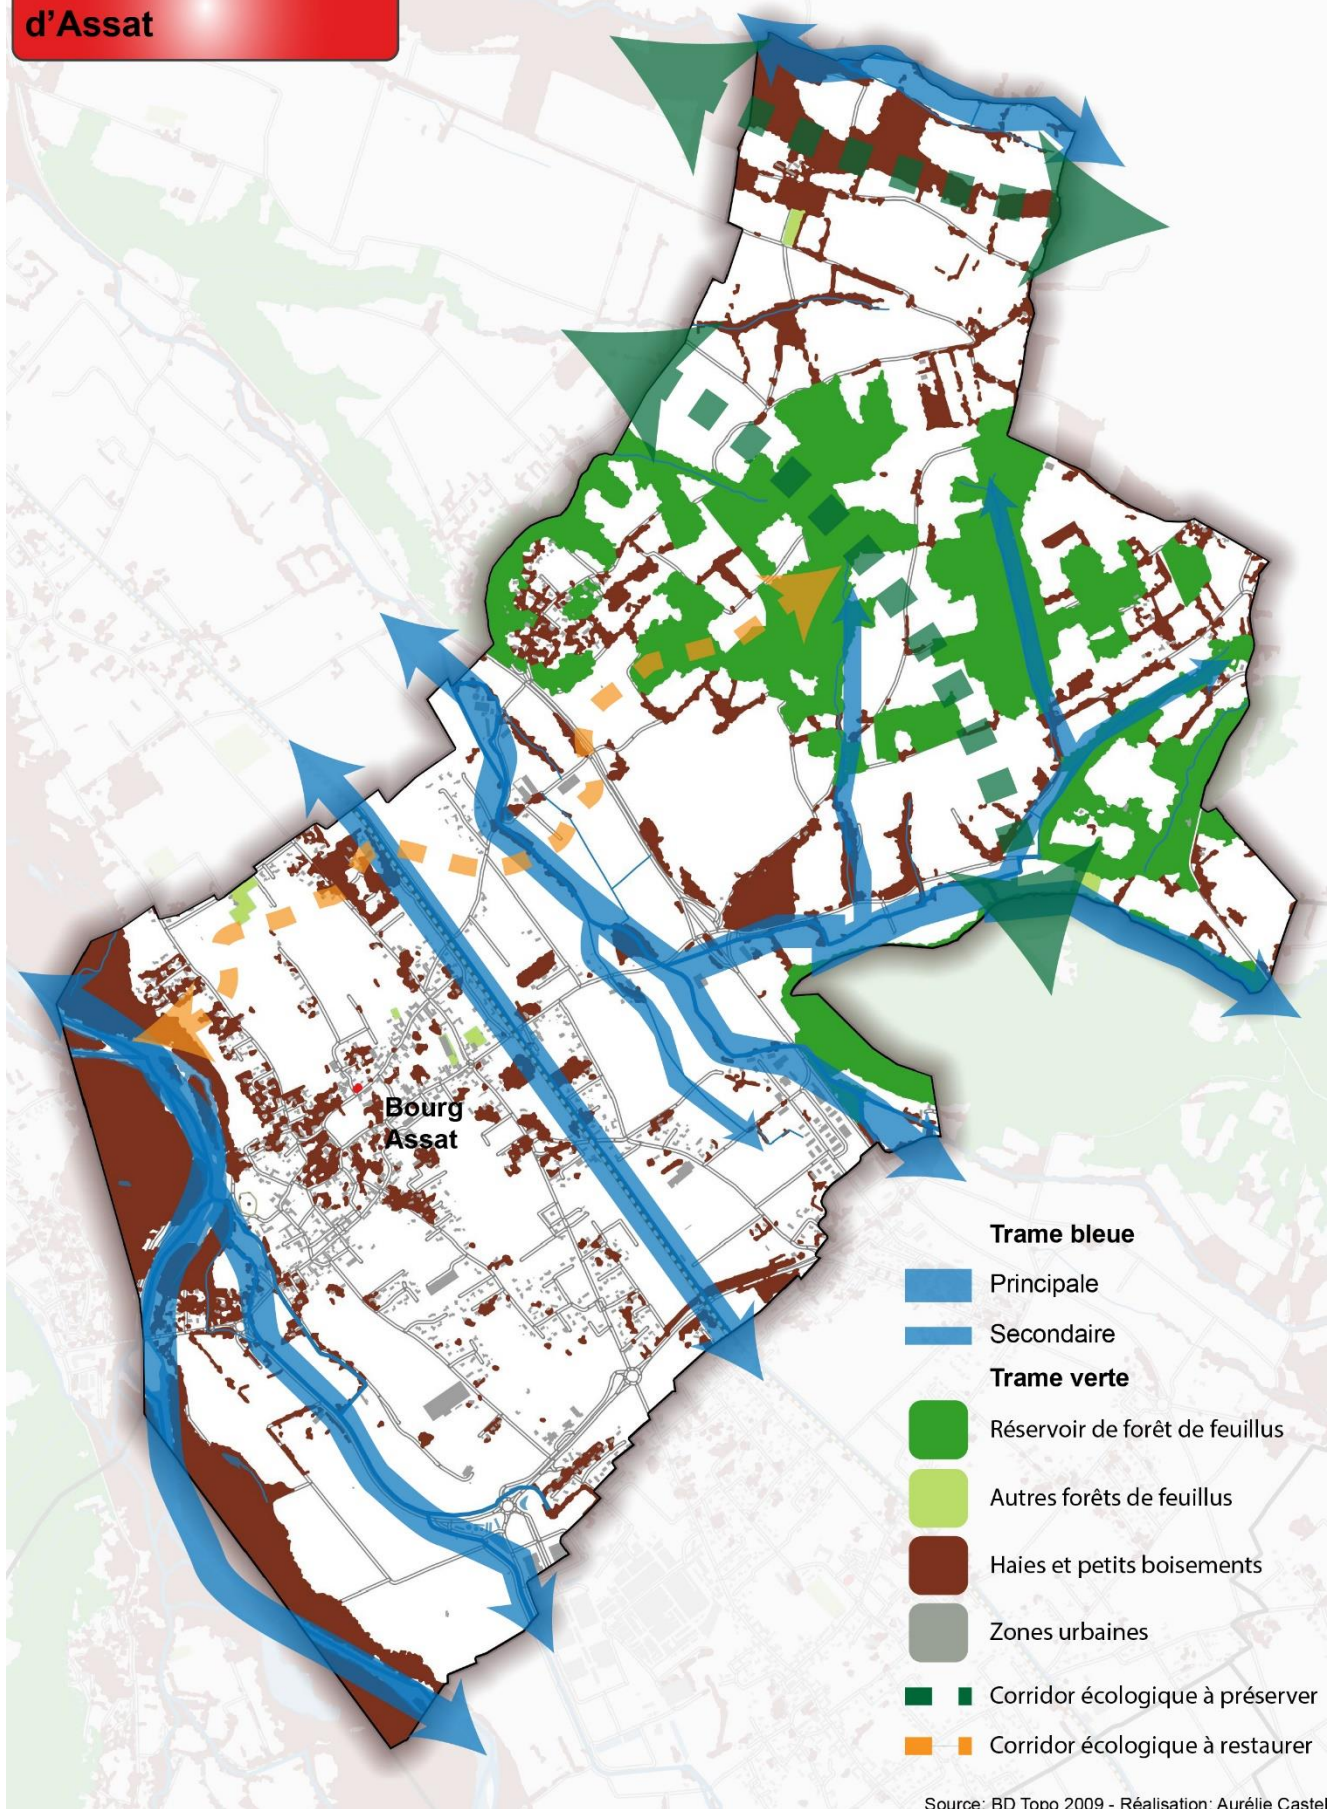 d'Assat
Bourg
Assat
Trame bleue
Principale
Secondaire
Trame verte
Réservoir de forêt de feuillus
Autres forêts de feuillus
Haies et petits boisements
Zones urbaines
Corridor écologique à préserver
Corridor écologique à restaurer
Source: BD Topo 2009 - Réalisation: Aurélie Castel